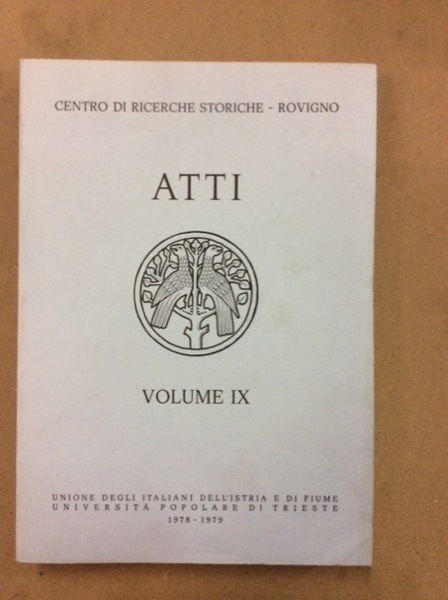 CENTRO DI RICERCHE STORICHE - ROVIGNO
ATTI
VOLUME IX
UNIONE DEGLI ITALIANI DELL'ISTRIA E DI FIUME
UNIVERSITÀ POPOLARE DI TRIESTE
1978 - 1979